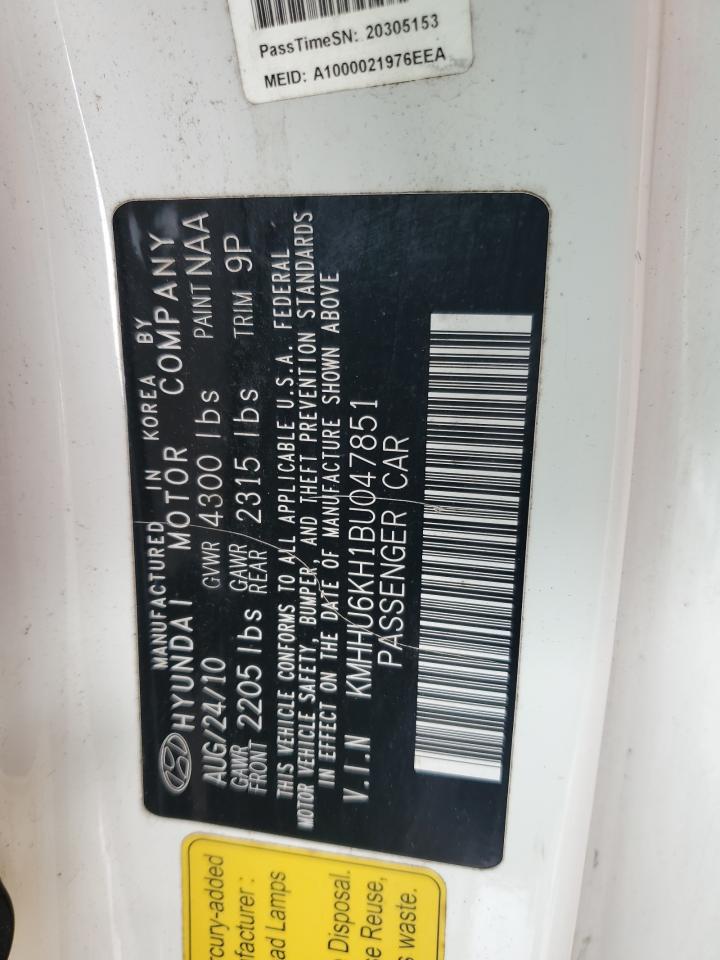 PassTimeSN: 20305153
MEID: A1000021976EEA
MANUFACTURED IN KOREA BY
HYUNDAI MOTOR COMPANY
AUG/24/10 GVWR 4300 lbs PAINT NAA
GAWR FRONT 2205 lbs GAWR REAR 2315 lbs TRIM 9P
THIS VEHICLE CONFORMS TO ALL APPLICABLE U.S.A. FEDERAL
MOTOR VEHICLE SAFETY, BUMPER, AND THEFT PREVENTION STANDARDS
IN EFFECT ON THE DATE OF MANUFACTURE SHOWN ABOVE
V.I.N KMHHU6KH1BU047851
PASSENGER CAR
rcury-added
nufacturer :
ad Lamps
Disposal.
se Reuse,
s waste.